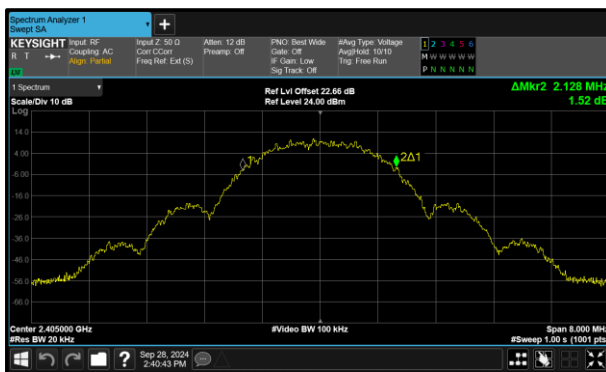 Spectrum Analyzer 1
Swept SA
KEYSIGHT
R T
Input: RF
Coupling: AC
Align: Partial
Input Z: 50 Ω
Corr CCorr
Freq Ref: Ext (S)
Atten: 12 dB
Preamp: Off
PNO: Best Wide
Gate: Off
IF Gain: Low
Sig Track: Off
#Avg Type: Voltage
Avg|Hold: 10/10
Trig: Free Run
1 2 3 4 5 6
M W W W W W
P N N N N N
1 Spectrum
Scale/Div 10 dB
Log
Ref Lvl Offset 22.66 dB
Ref Level 24.00 dBm
ΔMkr2 2.128 MHz
1.52 dB
14.0
4.00
-6.00
-16.0
-26.0
-36.0
-46.0
-56.0
-66.0
1
2Δ1
Center 2.405000 GHz
#Res BW 20 kHz
#Video BW 100 kHz
Span 8.000 MHz
#Sweep 1.00 s (1001 pts)
Sep 28, 2024
2:40:43 PM